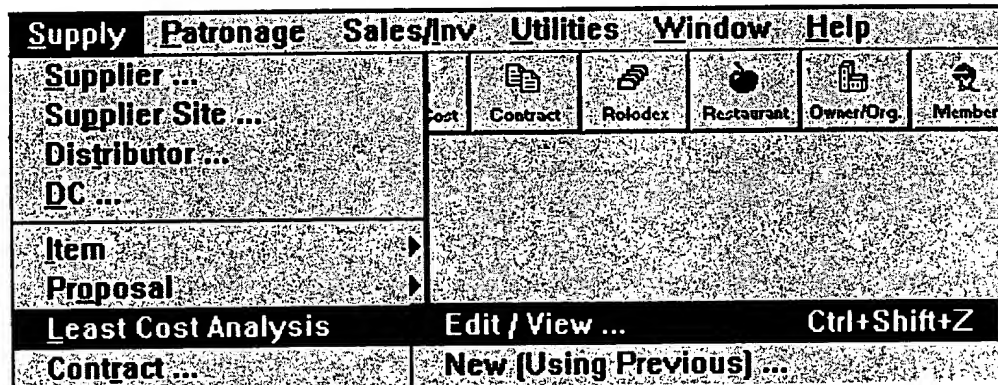 Supply Patronage Sales/Inv Utilities Window Help
Supplier ...
Supplier Site ...
Distributor ...
DC ...
Cost Contract Rolodex Restaurant Owner/Org. Member
Item
Proposal
Least Cost Analysis Edit / View ... Ctrl+Shift+Z
Contract ... New (Using Previous) ...